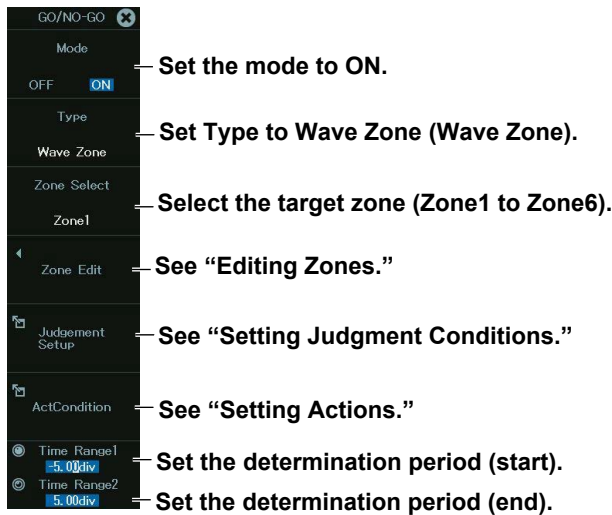 GO/NO-GO
Mode
OFF ON
Set the mode to ON.
Type
Wave Zone
Set Type to Wave Zone (Wave Zone).
Zone Select
Zone1
Select the target zone (Zone1 to Zone6).
Zone Edit
See “Editing Zones.”
Judgement
Setup
See “Setting Judgment Conditions.”
ActCondition
See “Setting Actions.”
Time Range1
-5.00div
Set the determination period (start).
Time Range2
5.00div
Set the determination period (end).